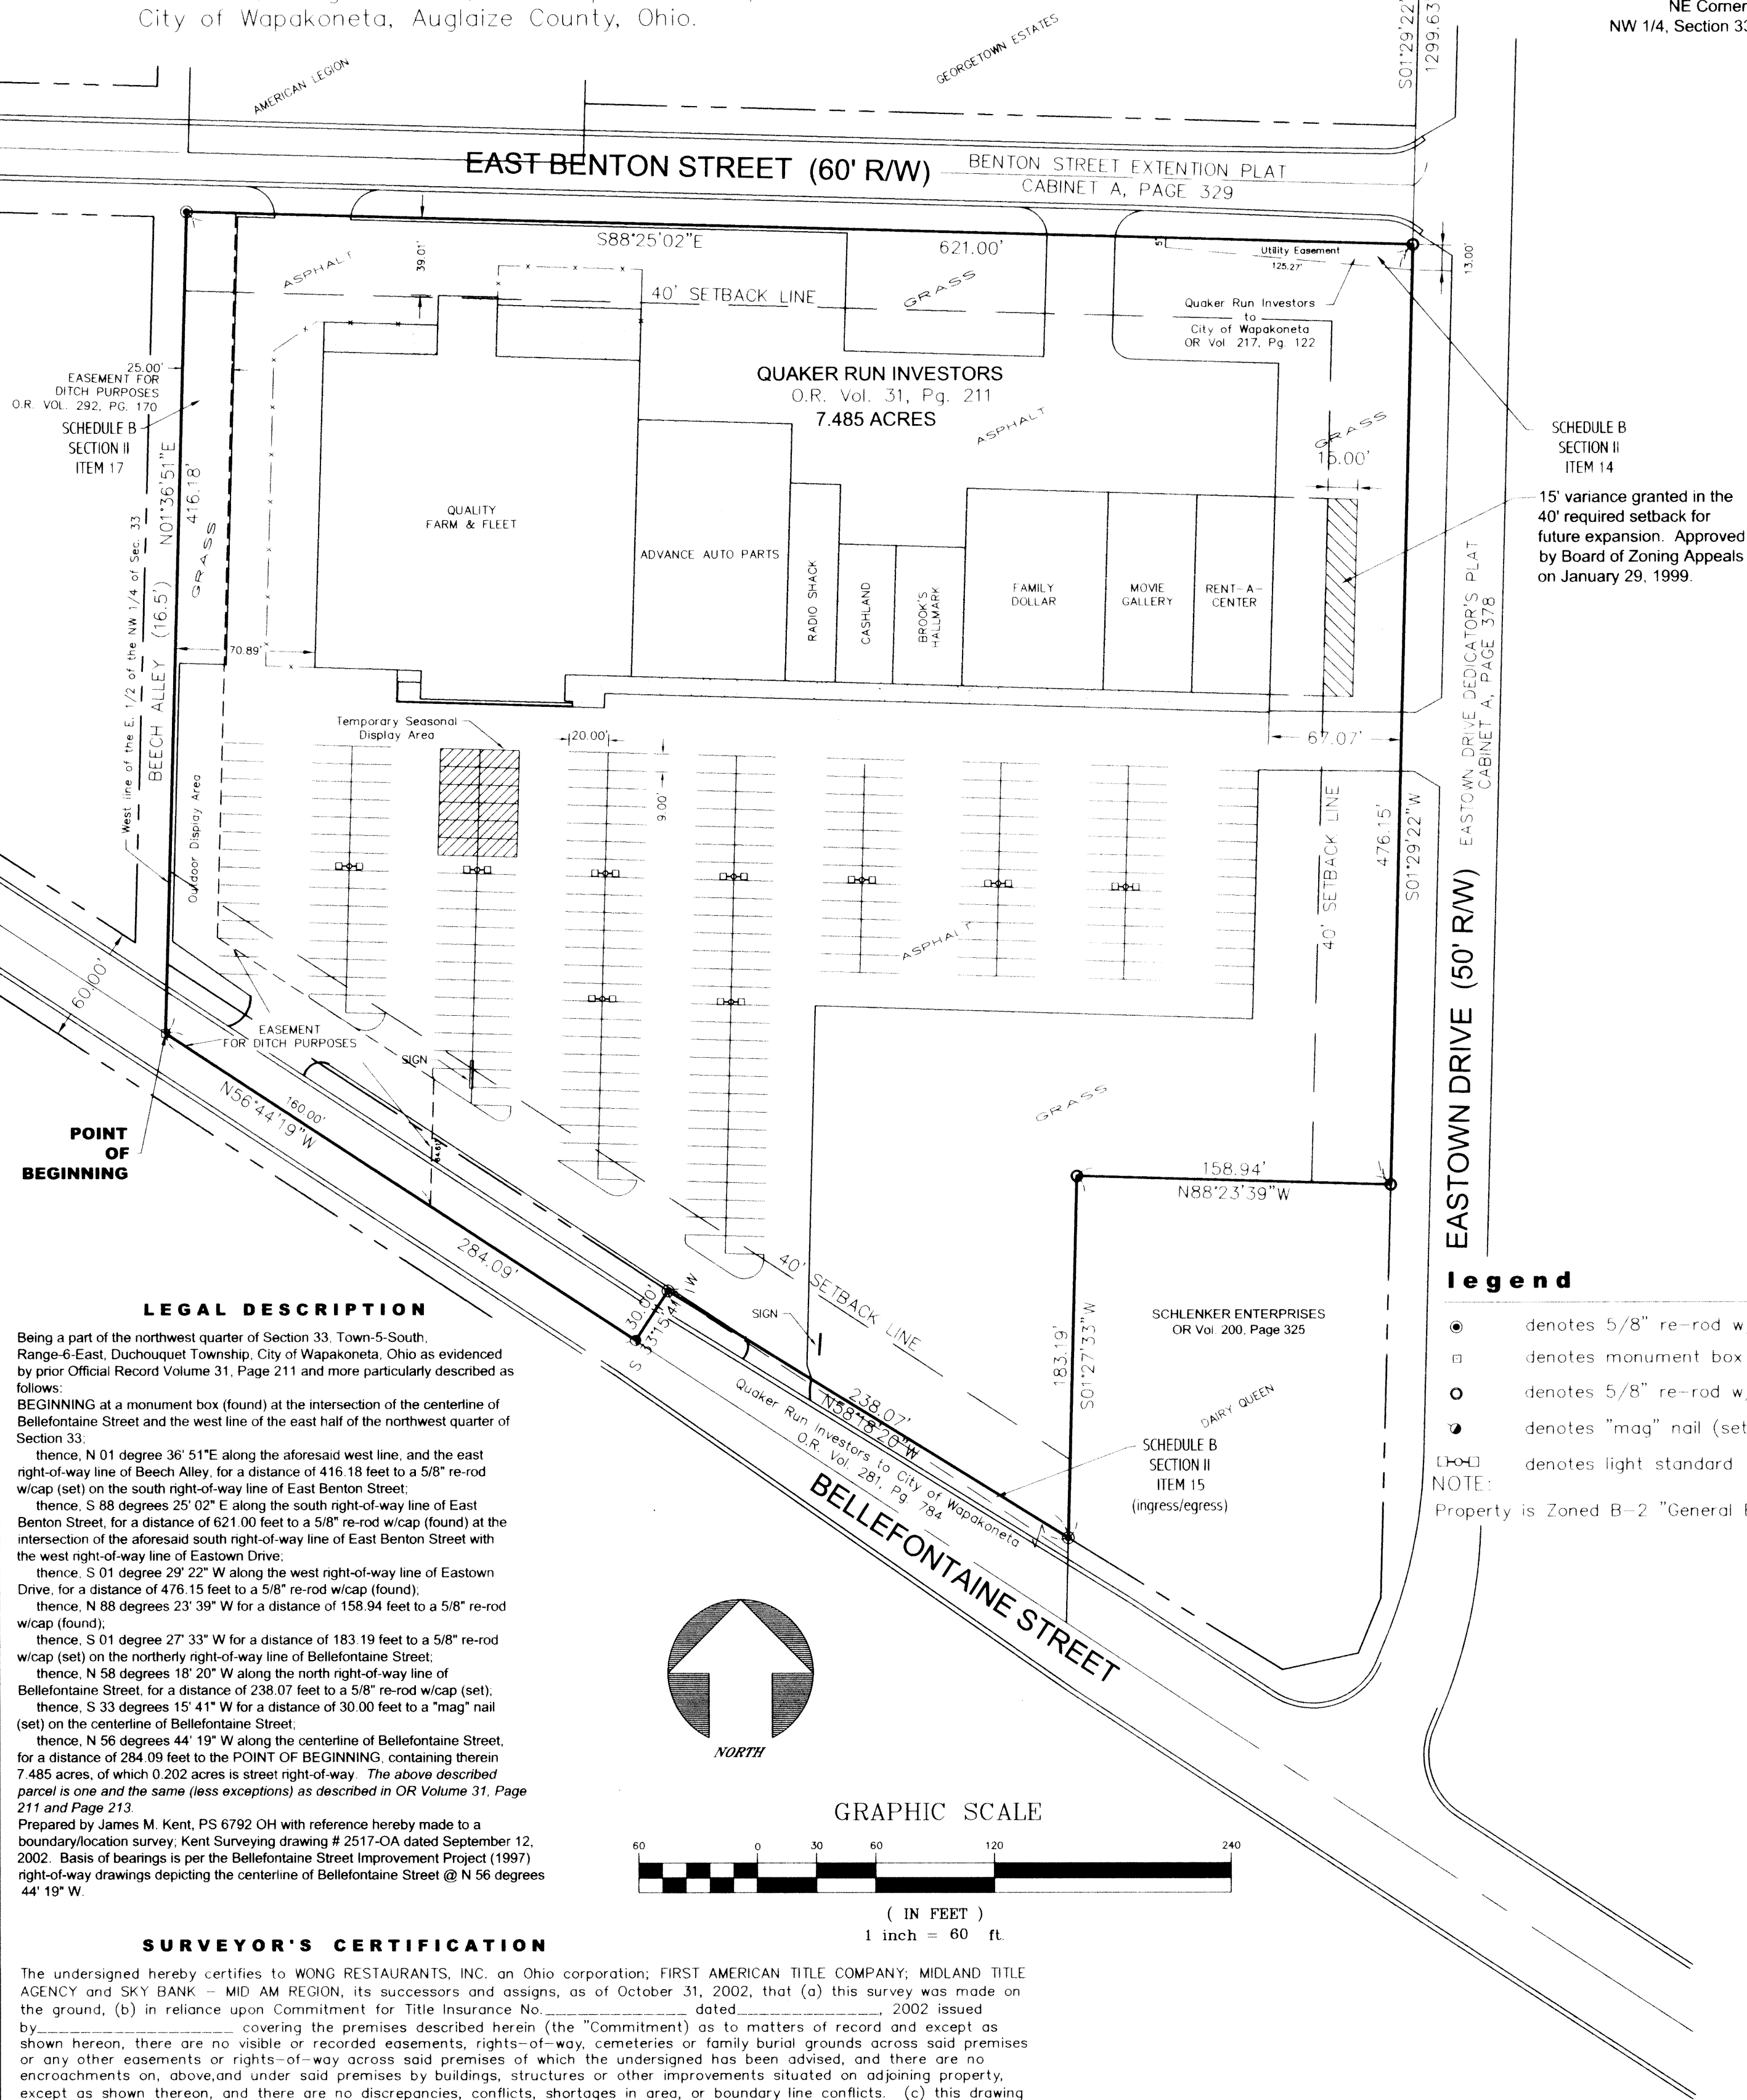 City of Wapakoneta, Auglaize County, Ohio.
NE Corner
NW 1/4, Section 33
S01°29'22"
1299.63
AMERICAN LEGION
GEORGETOWN ESTATES
EAST BENTON STREET (60' R/W)
BENTON STREET EXTENTION PLAT
CABINET A, PAGE 329
S88°25'02"E
621.00'
39.01'
ASPHALT
40' SETBACK LINE
GRASS
5'
Utility Easement
125.27'
13.00'
Quaker Run Investors
to
City of Wapakoneta
OR Vol. 217, Pg. 122
25.00'
EASEMENT FOR
DITCH PURPOSES
O.R. VOL. 292, PG. 170
SCHEDULE B
SECTION II
ITEM 17
QUAKER RUN INVESTORS
O.R. Vol. 31, Pg. 211
7.485 ACRES
ASPHALT
GRASS
15.00'
SCHEDULE B
SECTION II
ITEM 14
15' variance granted in the
40' required setback for
future expansion. Approved
by Board of Zoning Appeals
on January 29, 1999.
West line of the E. 1/2 of the NW 1/4 of Sec. 33
BEECH ALLEY (16.5')
N01°36'51"E
416.18'
GRASS
70.89'
QUALITY
FARM & FLEET
ADVANCE AUTO PARTS
RADIO SHACK
CASHLAND
BROOK'S
HALLMARK
FAMILY
DOLLAR
MOVIE
GALLERY
RENT-A-
CENTER
EASTOWN DRIVE DEDICATOR'S PLAT
CABINET A, PAGE 378
Temporary Seasonal
Display Area
20.00'
9.00'
67.07'
Outdoor Display Area
40' SETBACK LINE
476.15'
S01°29'22"W
EASTOWN DRIVE (50' R/W)
ASPHALT
60.00'
EASEMENT
FOR DITCH PURPOSES
SIGN
GRASS
N56°44'19"W
160.00'
284.09'
POINT
OF
BEGINNING
158.94'
N88°23'39"W
30.00'
S 33°15'41" W
SIGN
40' SETBACK LINE
183.19'
S01°27'33"W
SCHLENKER ENTERPRISES
OR Vol. 200, Page 325
DAIRY QUEEN
238.07'
N58°18'20"W
Quaker Run Investors to City of Wapakoneta
O.R. Vol. 281, Pg. 784
SCHEDULE B
SECTION II
ITEM 15
(ingress/egress)
BELLEFONTAINE STREET
legend
denotes 5/8" re-rod w
denotes monument box
denotes 5/8" re-rod w
denotes "mag" nail (set
denotes light standard
NOTE:
Property is Zoned B-2 "General
LEGAL DESCRIPTION
Being a part of the northwest quarter of Section 33, Town-5-South,
Range-6-East, Duchouquet Township, City of Wapakoneta, Ohio as evidenced
by prior Official Record Volume 31, Page 211 and more particularly described as
follows:
BEGINNING at a monument box (found) at the intersection of the centerline of
Bellefontaine Street and the west line of the east half of the northwest quarter of
Section 33;
thence, N 01 degree 36' 51"E along the aforesaid west line, and the east
right-of-way line of Beech Alley, for a distance of 416.18 feet to a 5/8" re-rod
w/cap (set) on the south right-of-way line of East Benton Street;
thence, S 88 degrees 25' 02" E along the south right-of-way line of East
Benton Street, for a distance of 621.00 feet to a 5/8" re-rod w/cap (found) at the
intersection of the aforesaid south right-of-way line of East Benton Street with
the west right-of-way line of Eastown Drive;
thence, S 01 degree 29' 22" W along the west right-of-way line of Eastown
Drive, for a distance of 476.15 feet to a 5/8" re-rod w/cap (found);
thence, N 88 degrees 23' 39" W for a distance of 158.94 feet to a 5/8" re-rod
w/cap (found);
thence, S 01 degree 27' 33" W for a distance of 183.19 feet to a 5/8" re-rod
w/cap (set) on the northerly right-of-way line of Bellefontaine Street;
thence, N 58 degrees 18' 20" W along the north right-of-way line of
Bellefontaine Street, for a distance of 238.07 feet to a 5/8" re-rod w/cap (set);
thence, S 33 degrees 15' 41" W for a distance of 30.00 feet to a "mag" nail
(set) on the centerline of Bellefontaine Street;
thence, N 56 degrees 44' 19" W along the centerline of Bellefontaine Street,
for a distance of 284.09 feet to the POINT OF BEGINNING, containing therein
7.485 acres, of which 0.202 acres is street right-of-way. The above described
parcel is one and the same (less exceptions) as described in OR Volume 31, Page
211 and Page 213.
Prepared by James M. Kent, PS 6792 OH with reference hereby made to a
boundary/location survey; Kent Surveying drawing # 2517-OA dated September 12,
2002. Basis of bearings is per the Bellefontaine Street Improvement Project (1997)
right-of-way drawings depicting the centerline of Bellefontaine Street @ N 56 degrees
44' 19" W.
NORTH
GRAPHIC SCALE
60 0 30 60 120 240
( IN FEET )
1 inch = 60 ft.
SURVEYOR'S CERTIFICATION
The undersigned hereby certifies to WONG RESTAURANTS, INC. an Ohio corporation; FIRST AMERICAN TITLE COMPANY; MIDLAND TITLE
AGENCY and SKY BANK - MID AM REGION, its successors and assigns, as of October 31, 2002, that (a) this survey was made on
the ground, (b) in reliance upon Commitment for Title Insurance No.________________ dated________________, 2002 issued
by______________________ covering the premises described herein (the "Commitment) as to matters of record and except as
shown hereon, there are no visible or recorded easements, rights-of-way, cemeteries or family burial grounds across said premises
or any other easements or rights-of-way across said premises of which the undersigned has been advised, and there are no
encroachments on, above,and under said premises by buildings, structures or other improvements situated on adjoining property,
except as shown thereon, and there are no discrepancies, conflicts, shortages in area, or boundary line conflicts. (c) this drawing